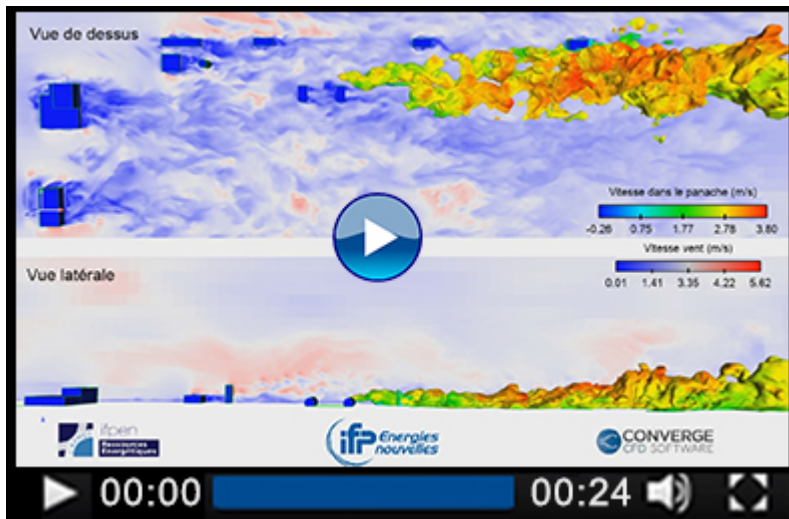 Vue de dessus
Vitesse dans le panache (m/s)
-0.26 0.75 1.77 2.78 3.80
Vitesse vent (m/s)
0.01 1.41 3.35 4.22 5.62
Vue latérale
ifpen
Ressources
Energétiques
ifp Energies
nouvelles
CONVERGE
CFD SOFTWARE
00:00 00:24